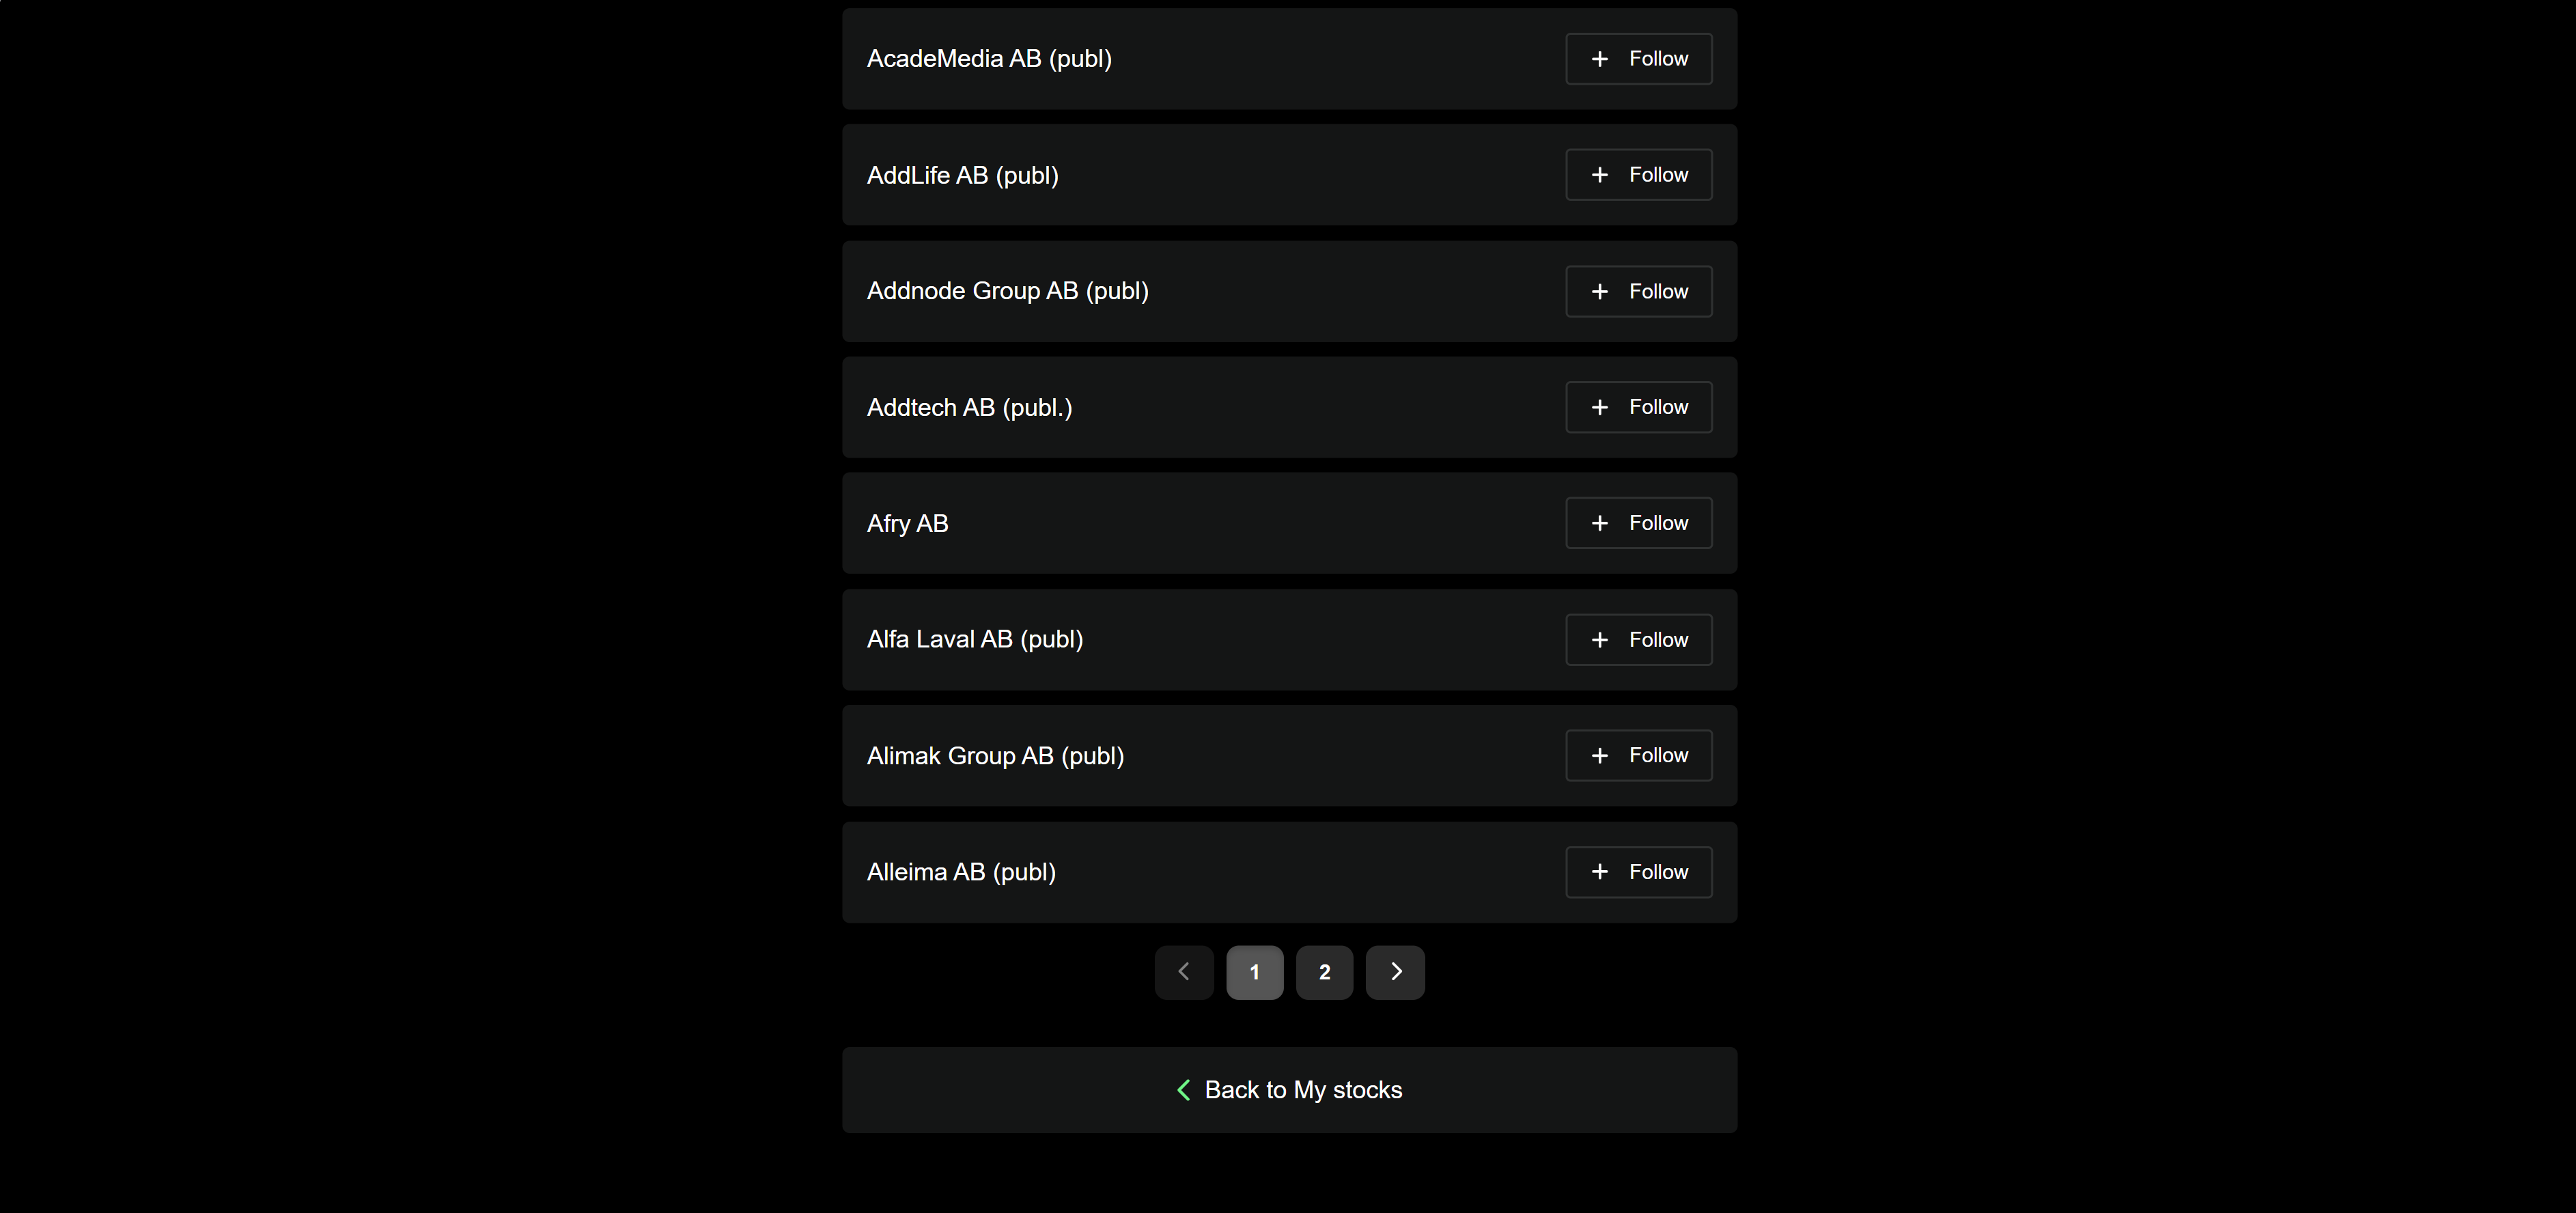 AcadeMedia AB (publ)
+ Follow
AddLife AB (publ)
+ Follow
Addnode Group AB (publ)
+ Follow
Addtech AB (publ.)
+ Follow
Afry AB
+ Follow
Alfa Laval AB (publ)
+ Follow
Alimak Group AB (publ)
+ Follow
Alleima AB (publ)
+ Follow
1 2
Back to My stocks